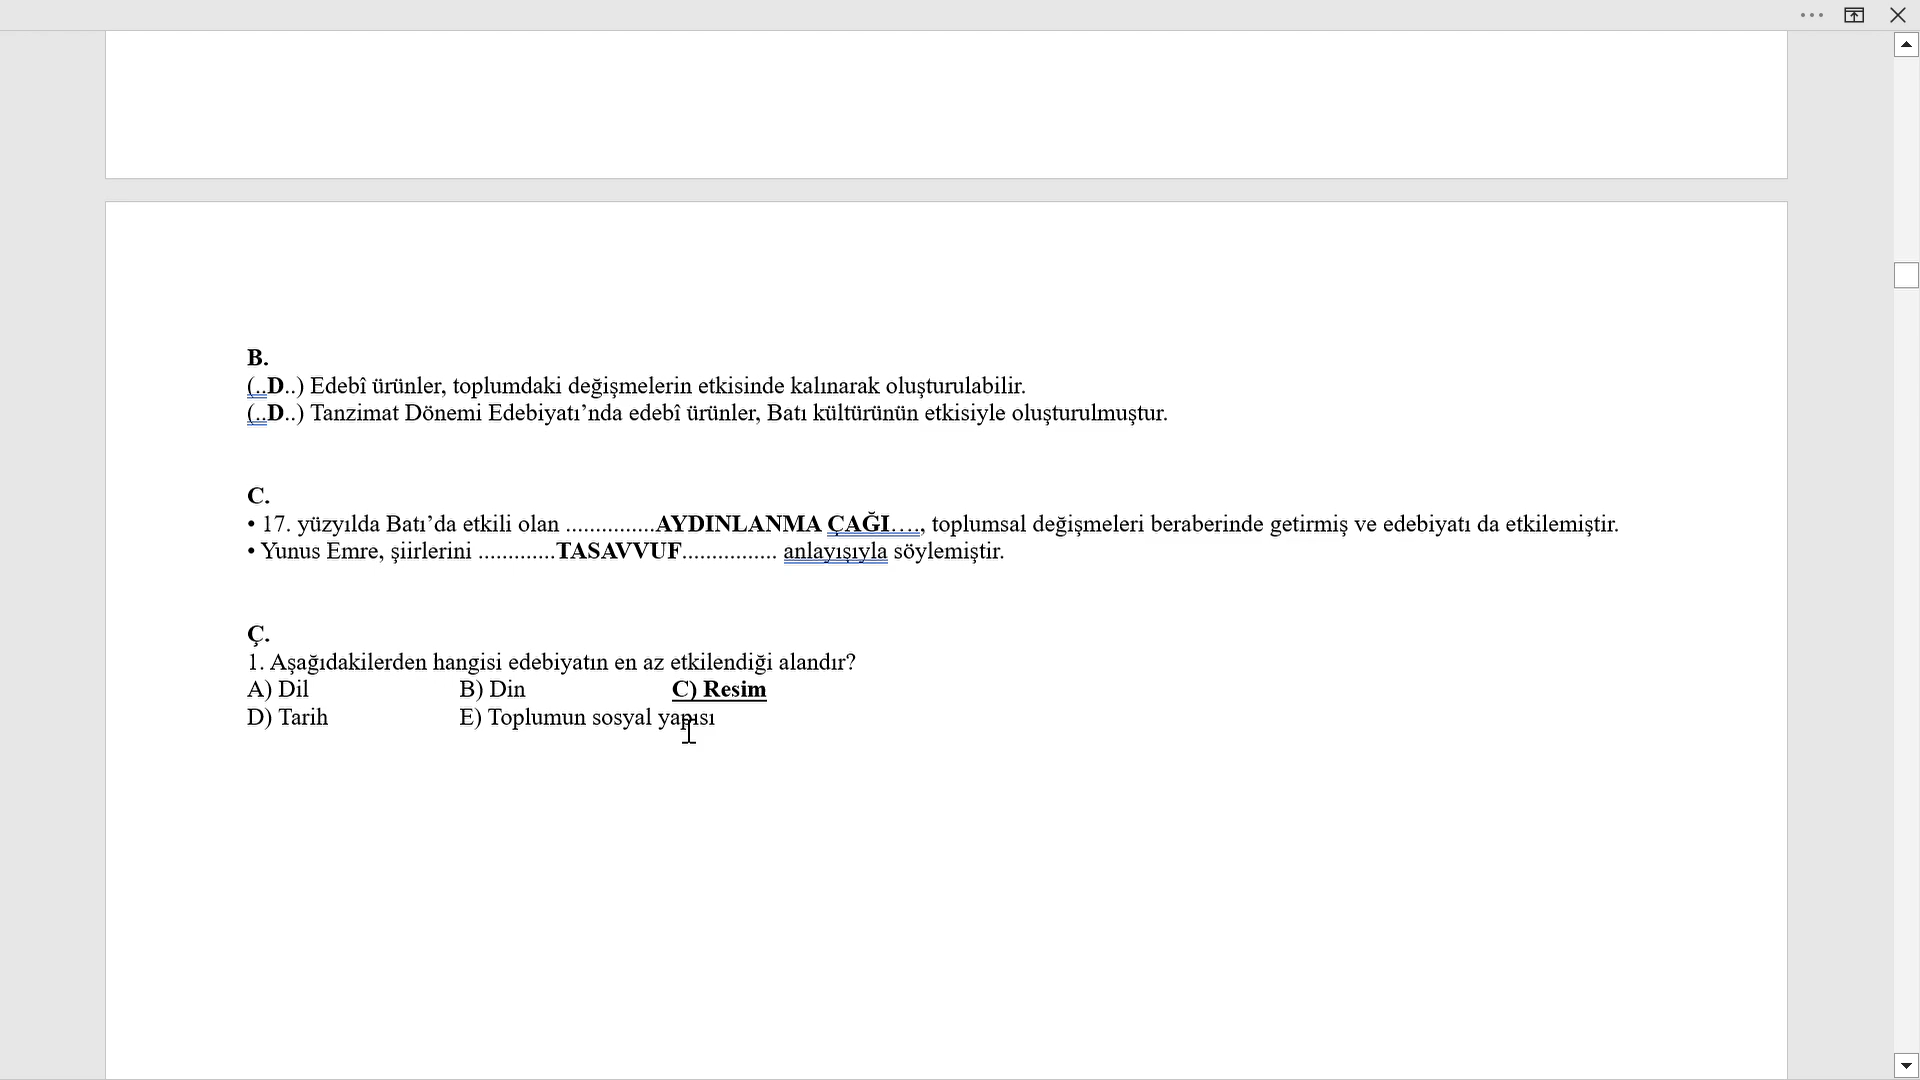 B.
(..D..) Edebî ürünler, toplumdaki değişmelerin etkisinde kalınarak oluşturulabilir.
(..D..) Tanzimat Dönemi Edebiyatı’nda edebî ürünler, Batı kültürünün etkisiyle oluşturulmuştur.
C.
• 17. yüzyılda Batı’da etkili olan ...............AYDINLANMA ÇAĞI…., toplumsal değişmeleri beraberinde getirmiş ve edebiyatı da etkilemiştir.
• Yunus Emre, şiirlerini .............TASAVVUF................ anlayışıyla söylemiştir.
Ç.
1. Aşağıdakilerden hangisi edebiyatın en az etkilendiği alandır?
A) Dil B) Din C) Resim
D) Tarih E) Toplumun sosyal yapısı